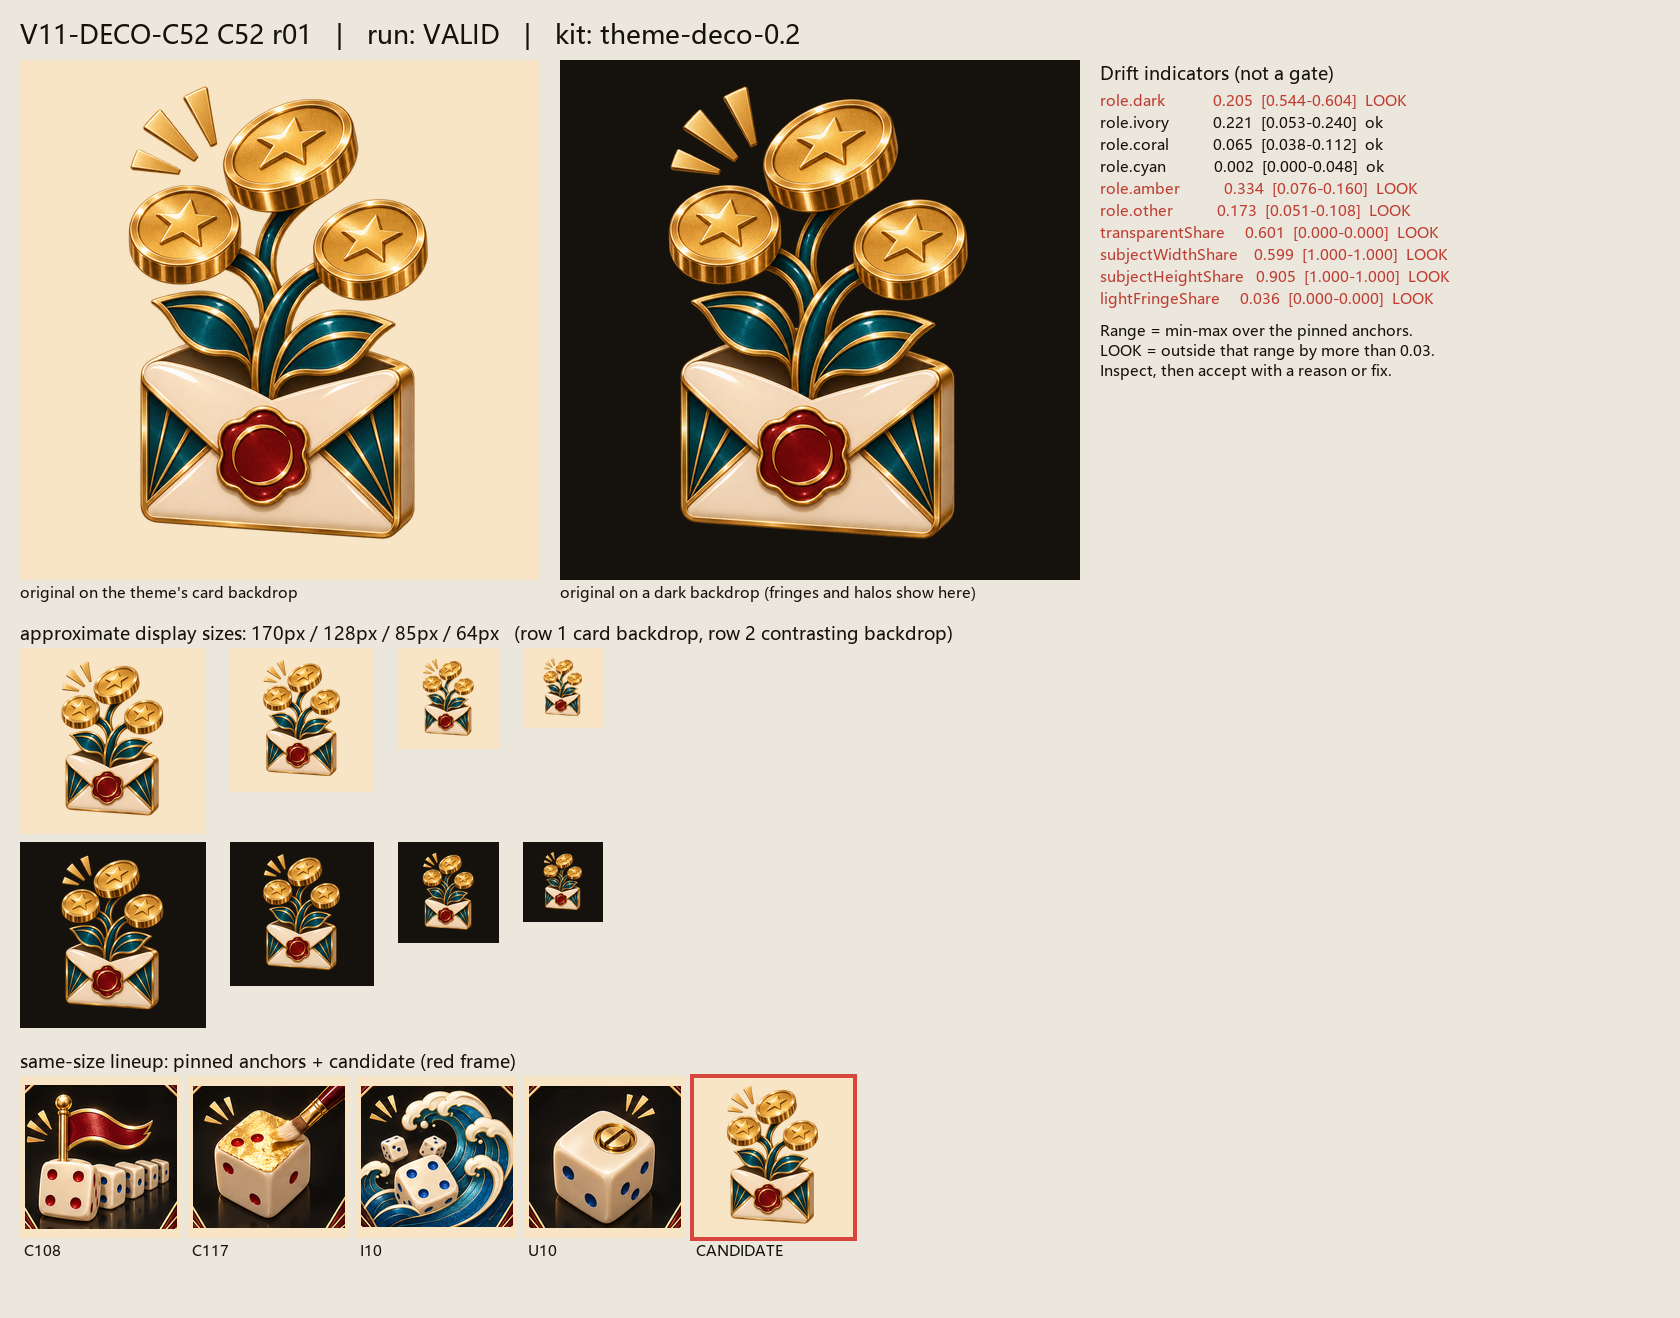 V11-DECO-C52 C52 r01 | run: VALID | kit: theme-deco-0.2
Drift indicators (not a gate)
role.dark 0.205 [0.544-0.604] LOOK
role.ivory 0.221 [0.053-0.240] ok
role.coral 0.065 [0.038-0.112] ok
role.cyan 0.002 [0.000-0.048] ok
role.amber 0.334 [0.076-0.160] LOOK
role.other 0.173 [0.051-0.108] LOOK
transparentShare 0.601 [0.000-0.000] LOOK
subjectWidthShare 0.599 [1.000-1.000] LOOK
subjectHeightShare 0.905 [1.000-1.000] LOOK
lightFringeShare 0.036 [0.000-0.000] LOOK
Range = min-max over the pinned anchors.
LOOK = outside that range by more than 0.03.
Inspect, then accept with a reason or fix.
original on the theme's card backdrop
original on a dark backdrop (fringes and halos show here)
approximate display sizes: 170px / 128px / 85px / 64px (row 1 card backdrop, row 2 contrasting backdrop)
same-size lineup: pinned anchors + candidate (red frame)
C108
C117
I10
U10
CANDIDATE